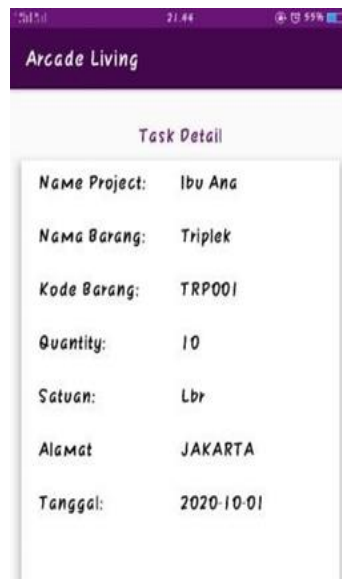 21.44 55%
Arcade Living
Task Detail
Name Project: Ibu Ana
Nama Barang: Triplek
Kode Barang: TRP001
Quantity: 10
Satuan: Lbr
Alamat JAKARTA
Tanggal: 2020-10-01